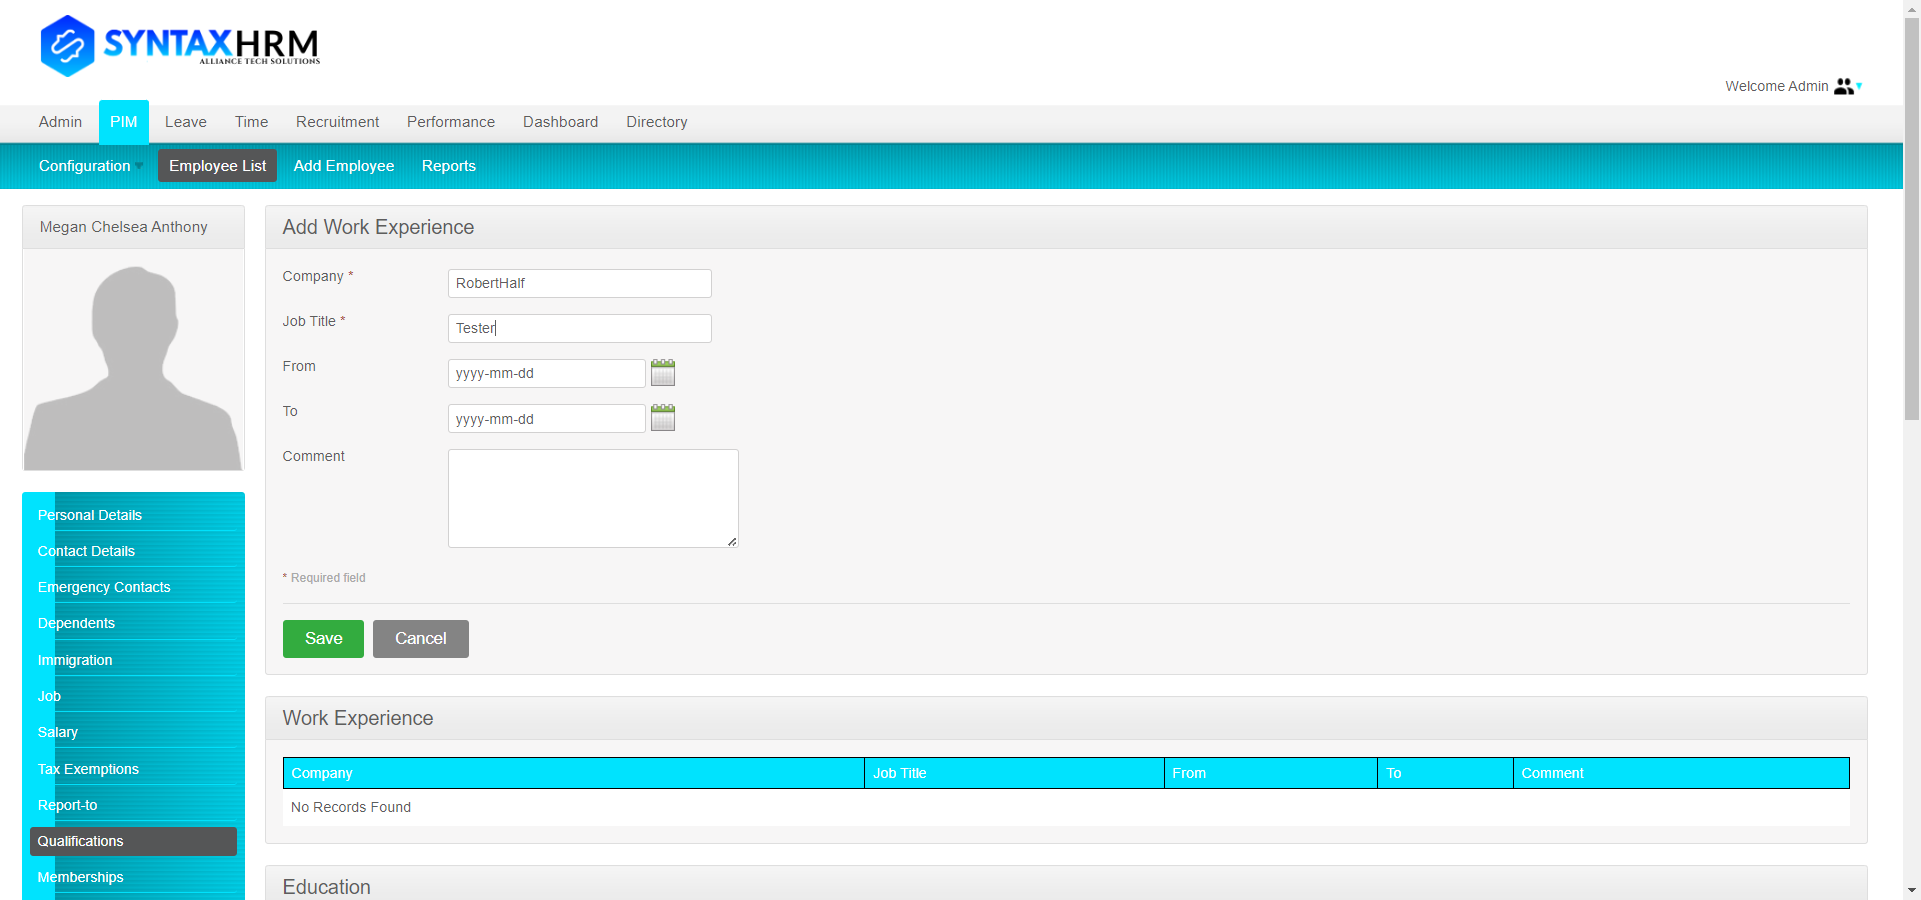 SYNTAXHRM
ALLIANCE TECH SOLUTIONS
Welcome Admin
Admin PIM Leave Time Recruitment Performance Dashboard Directory
Configuration Employee List Add Employee Reports
Megan Chelsea Anthony
Add Work Experience
Company * RobertHalf
Job Title * Tester
From yyyy-mm-dd
To yyyy-mm-dd
Comment
* Required field
Save Cancel
Personal Details
Contact Details
Emergency Contacts
Dependents
Immigration
Job
Salary
Tax Exemptions
Report-to
Qualifications
Memberships
Work Experience
Company Job Title From To Comment
No Records Found
Education